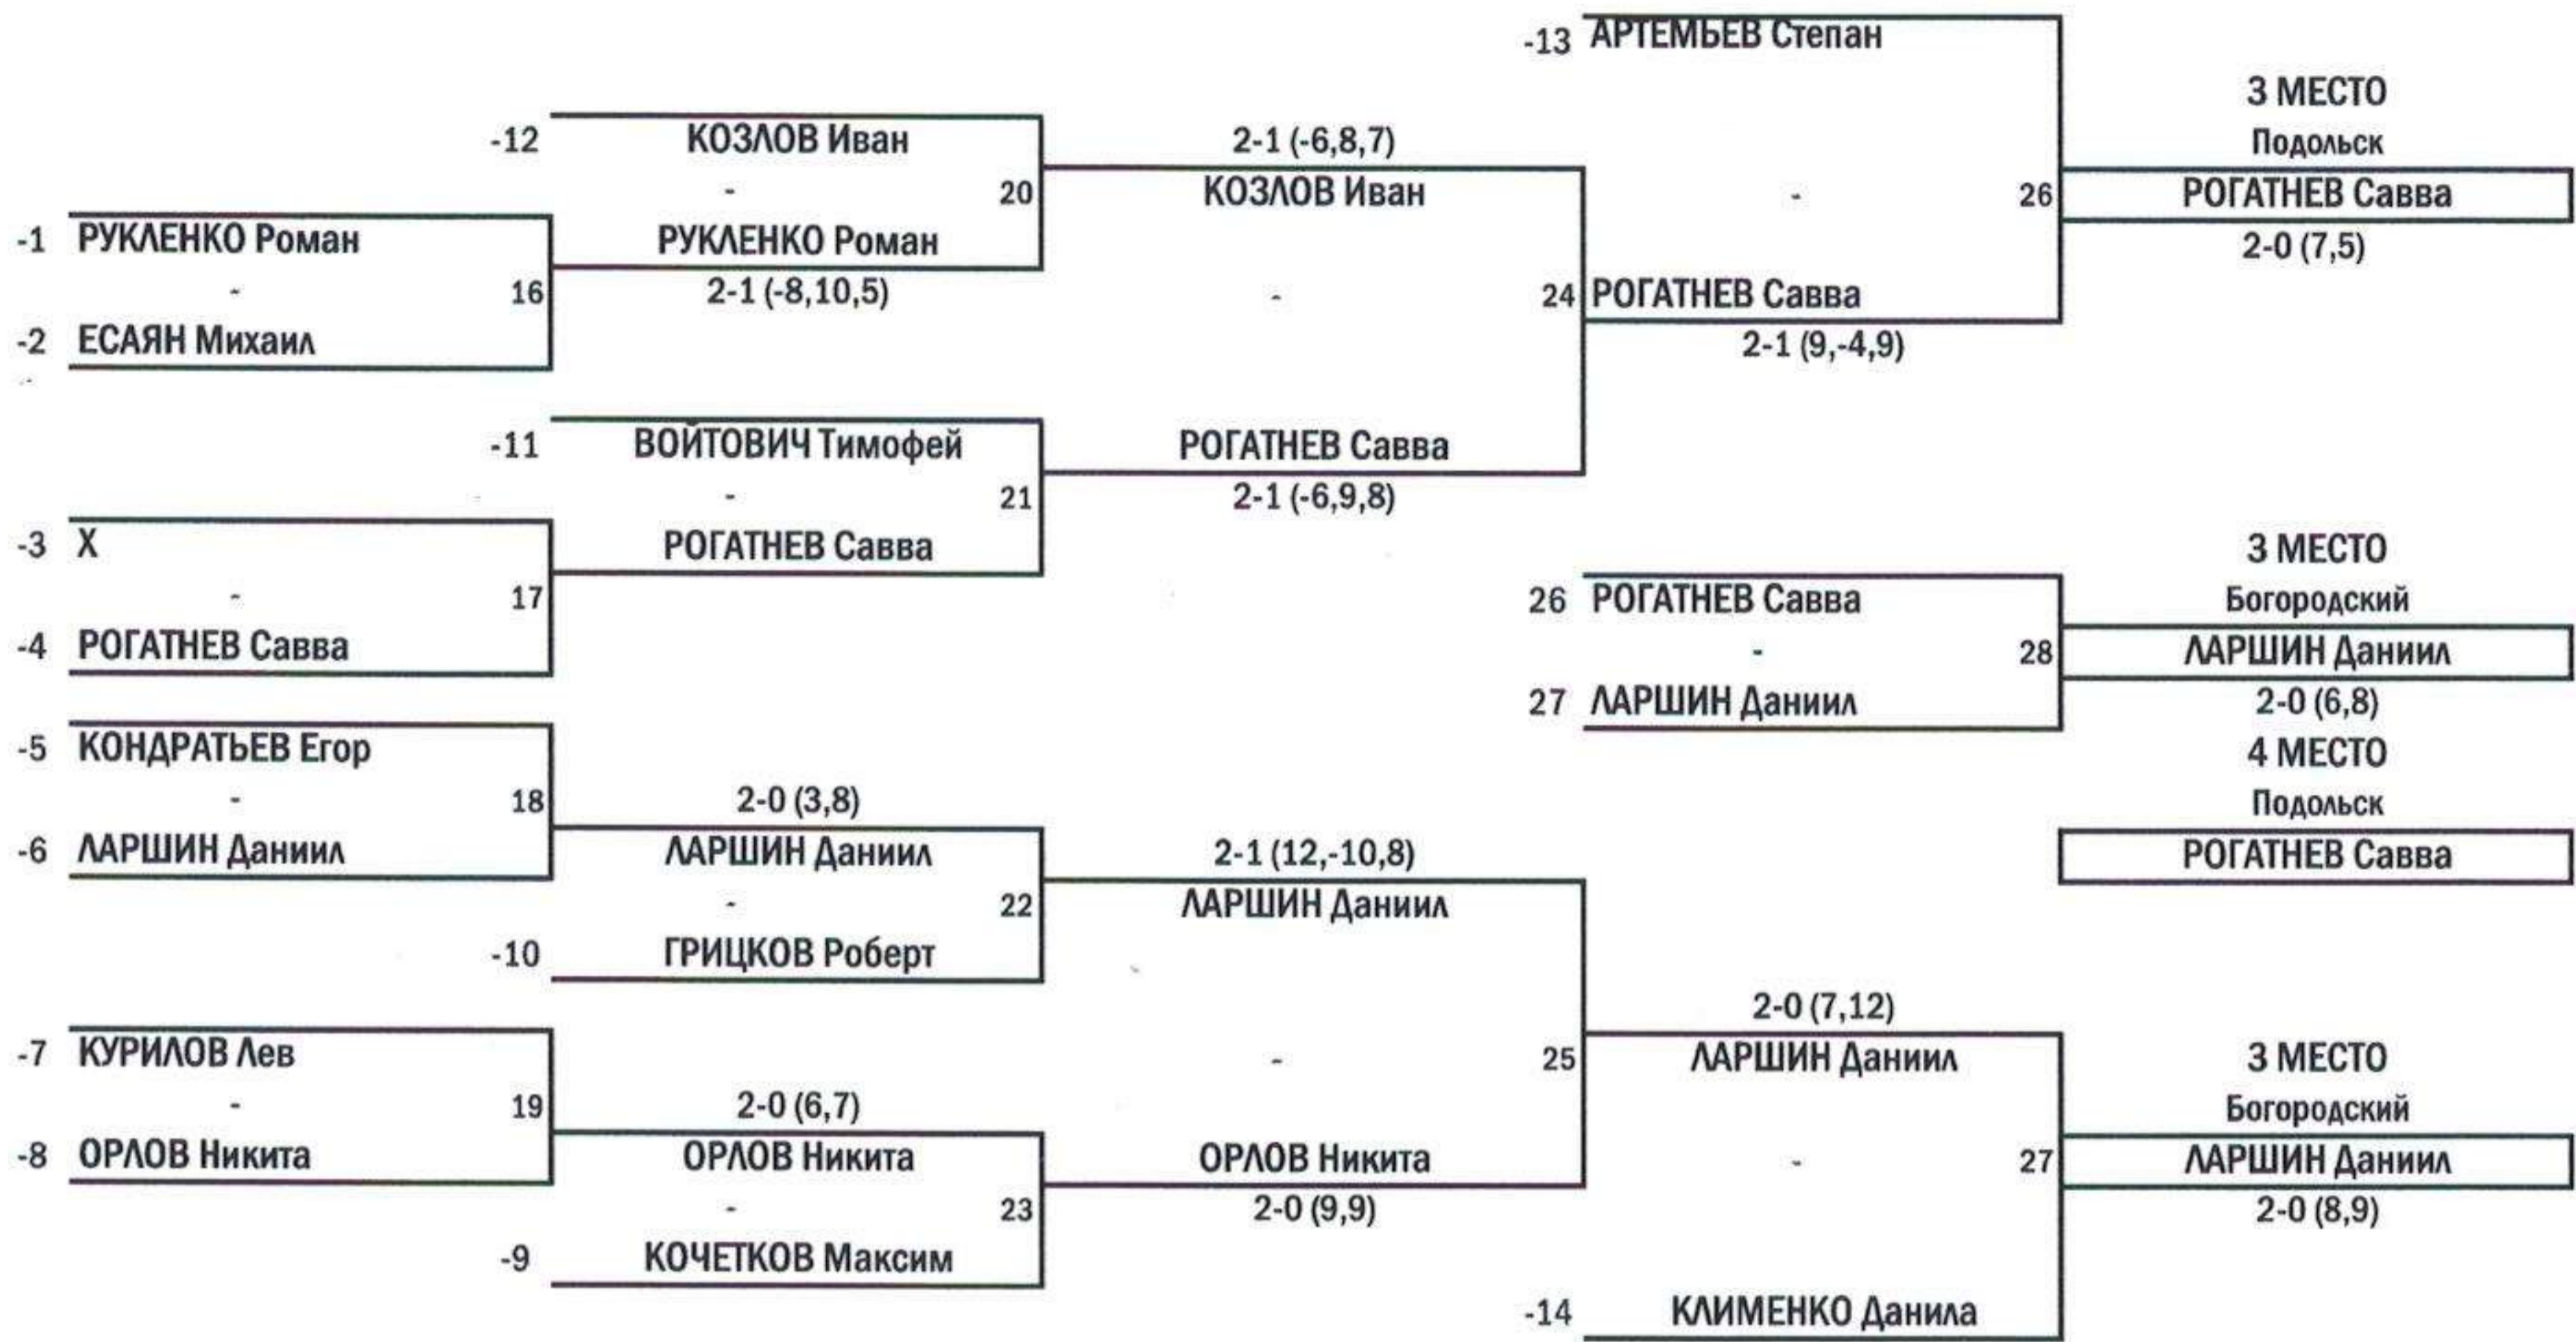 -13 АРТЕМЬЕВ Степан
3 МЕСТО
-12 КОЗЛОВ Иван 2-1 (-6,8,7) Подольск
- 20 КОЗЛОВ Иван - 26 РОГАТНЕВ Савва
-1 РУКЛЕНКО Роман РУКЛЕНКО Роман 2-0 (7,5)
- 16 2-1 (-8,10,5) - 24 РОГАТНЕВ Савва
-2 ЕСАЯН Михаил 2-1 (9,-4,9)
-11 ВОЙТОВИЧ Тимофей РОГАТНЕВ Савва
- 21 2-1 (-6,9,8)
-3 X РОГАТНЕВ Савва 3 МЕСТО
- 17 26 РОГАТНЕВ Савва Богородский
-4 РОГАТНЕВ Савва - 28 ЛАРШИН Даниил
27 ЛАРШИН Даниил 2-0 (6,8)
-5 КОНДРАТЬЕВ Егор 4 МЕСТО
- 18 2-0 (3,8) Подольск
-6 ЛАРШИН Даниил ЛАРШИН Даниил 2-1 (12,-10,8) РОГАТНЕВ Савва
- 22 ЛАРШИН Даниил
-10 ГРИЦКОВ Роберт
2-0 (7,12)
-7 КУРИЛОВ Лев - 25 ЛАРШИН Даниил 3 МЕСТО
- 19 2-0 (6,7) Богородский
-8 ОРЛОВ Никита ОРЛОВ Никита ОРЛОВ Никита - 27 ЛАРШИН Даниил
- 23 2-0 (9,9) 2-0 (8,9)
-9 КОЧЕТКОВ Максим
-14 КЛИМЕНКО Данила